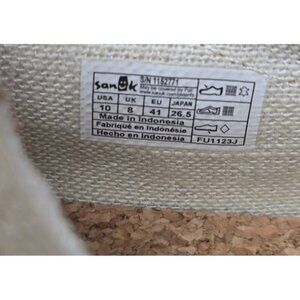 sanuk
S/N 1152771
May be covered by Pat.
www.sanuk.com/patents
USA UK EU JAPAN
10 8 41 26.5
Made in Indonesia
Fabriqué en Indonésie
Hecho en Indonesia
FU1123J